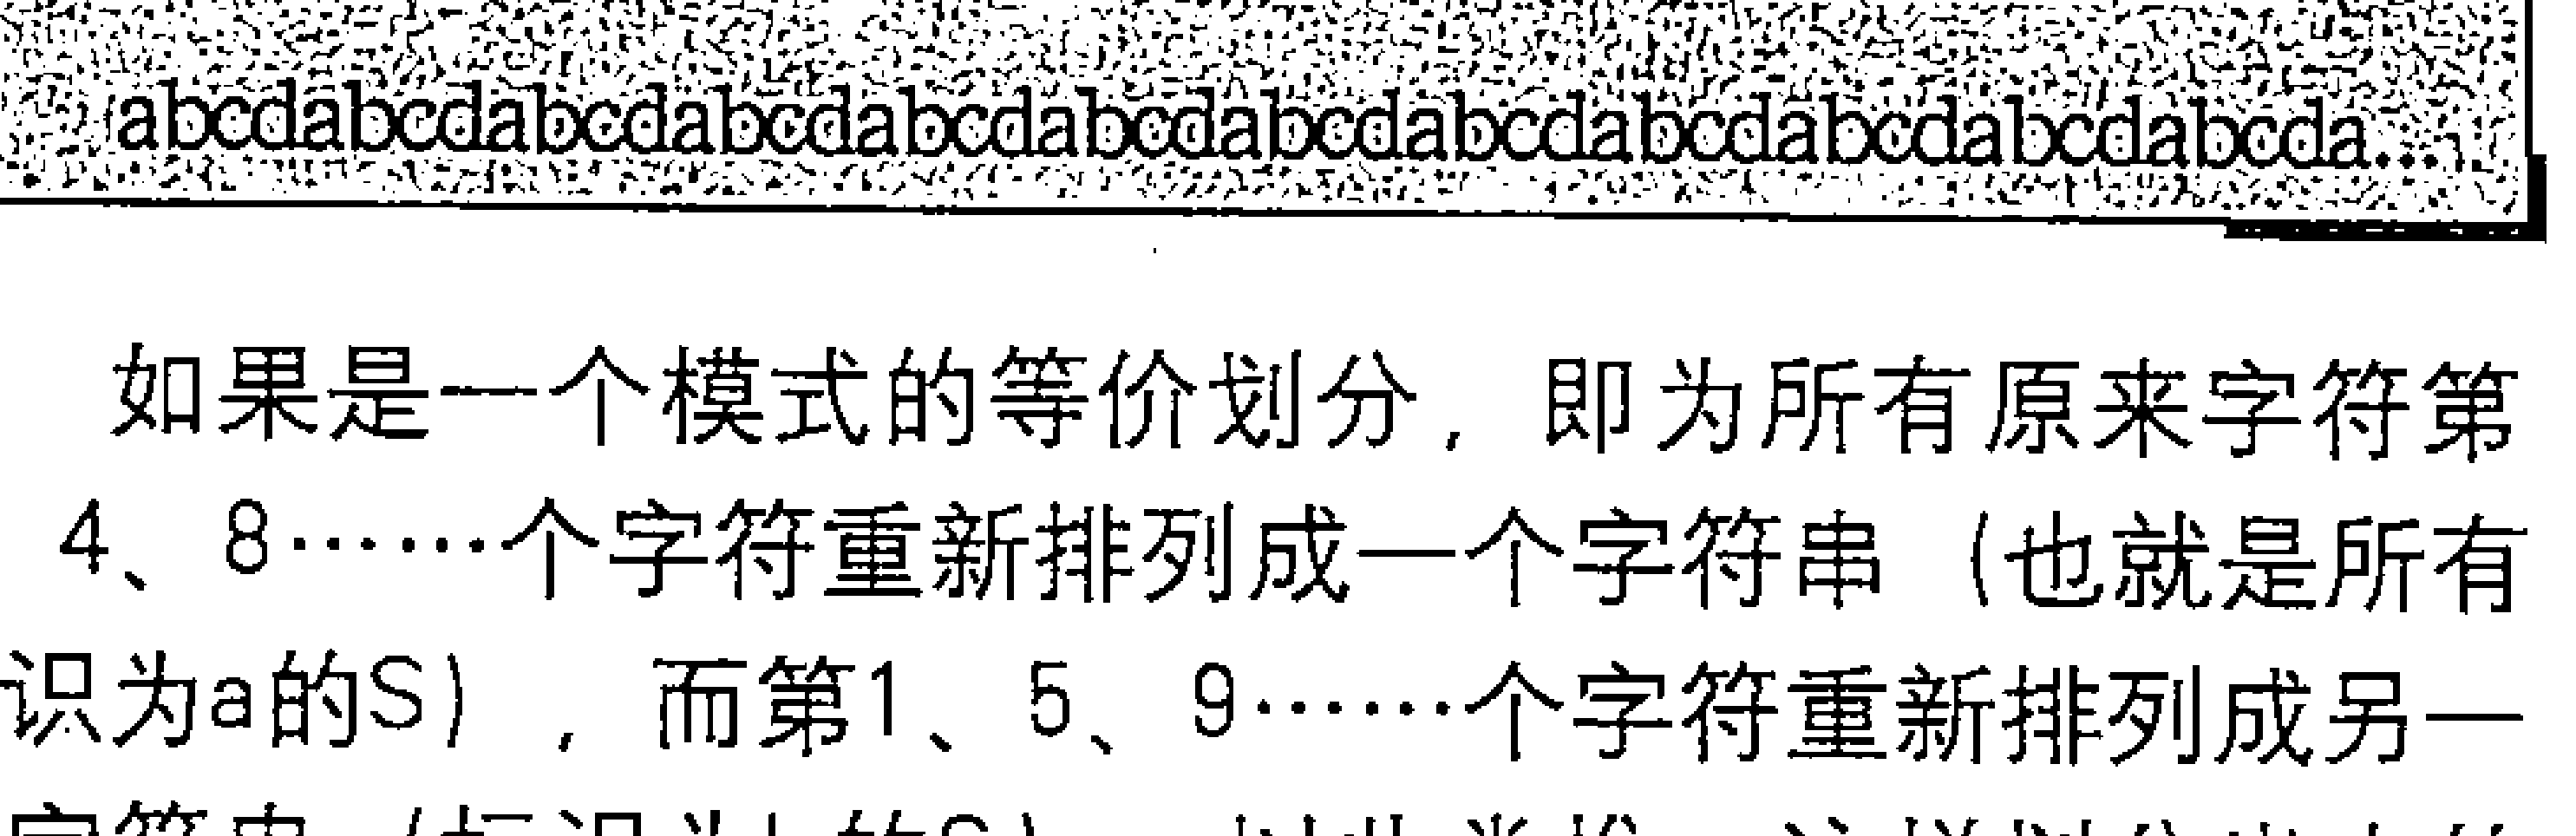 abcdabcdabcdabcdabcdabcdabcdabcdabcdabcdabcdabcda...
如果是一个模式的等价划分，即为所有原来字符第
4、8……个字符重新排列成一个字符串（也就是所有
识为a的S），而第1、5、9……个字符重新排列成另一